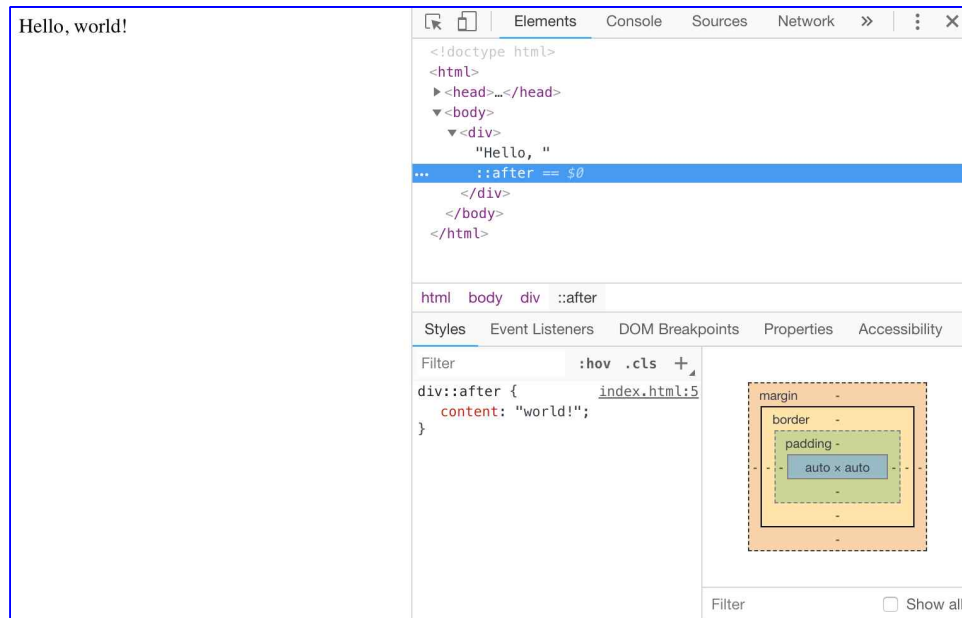 Hello, world!
Elements Console Sources Network »
<!doctype html>
<html>
<head>…</head>
<body>
<div>
"Hello, "
... ::after == $0
</div>
</body>
</html>
html body div ::after
Styles Event Listeners DOM Breakpoints Properties Accessibility
Filter :hov .cls +
div::after { index.html:5
content: "world!";
}
margin -
border -
padding -
- - - auto × auto - - -
-
-
-
Filter Show all